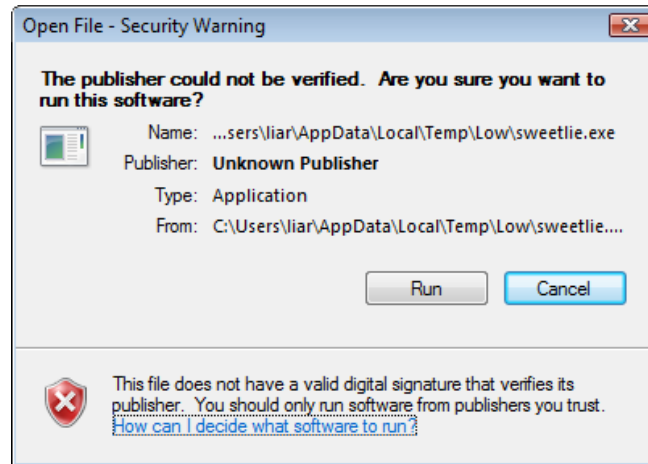 Open File - Security Warning
The publisher could not be verified.  Are you sure you want to
run this software?
Name: ...sers\liar\AppData\Local\Temp\Low\sweetlie.exe
Publisher: Unknown Publisher
Type: Application
From: C:\Users\liar\AppData\Local\Temp\Low\sweetlie....
Run Cancel
This file does not have a valid digital signature that verifies its
publisher.  You should only run software from publishers you trust.
How can I decide what software to run?